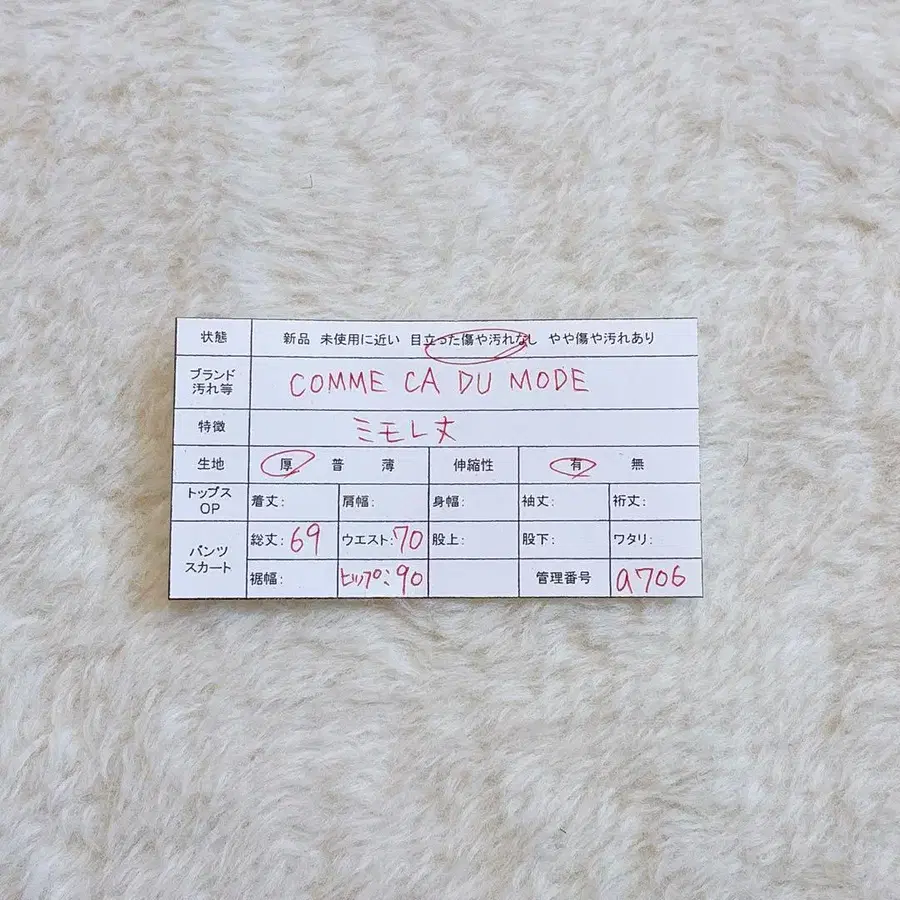 状態 新品 未使用に近い 目立った傷や汚れなし やや傷や汚れあり
ブランド 汚れ等 COMME CA DU MODE
特徴 ミモレ丈
生地 厚 普 薄 伸縮性 有 無
トップス OP 着丈: 肩幅: 身幅: 袖丈: 裄丈:
パンツ スカート 総丈: 69 ウエスト: 70 股上: 股下: ワタリ:
裾幅: ヒップ: 90 管理番号 a706